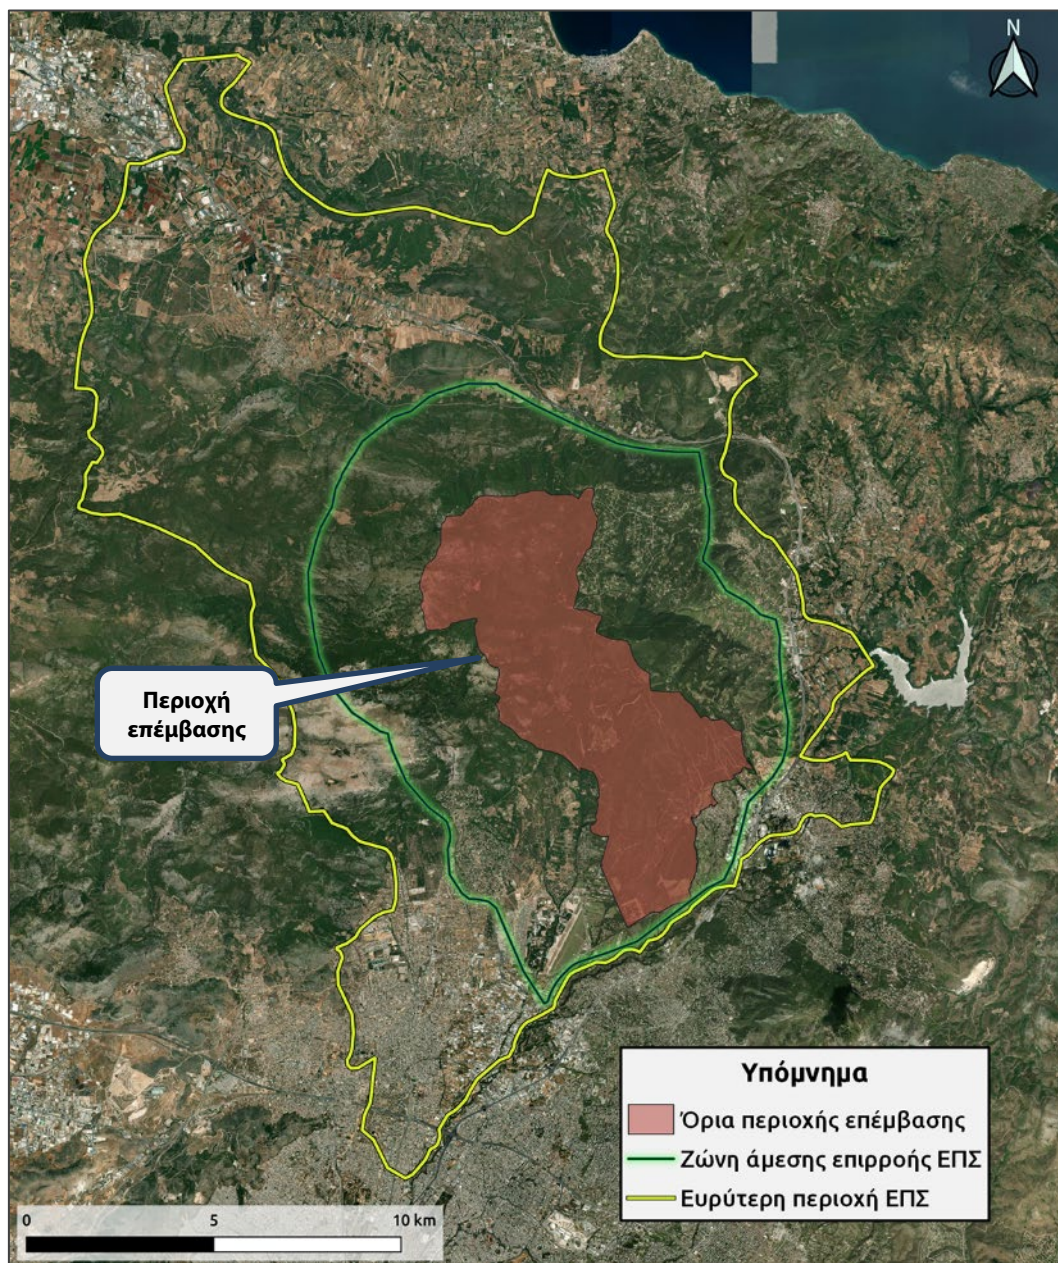 N
Περιοχή
επέμβασης
Υπόμνημα
Όρια περιοχής επέμβασης
Ζώνη άμεσης επιρροής ΕΠΣ
Ευρύτερη περιοχή ΕΠΣ
0 5 10 km